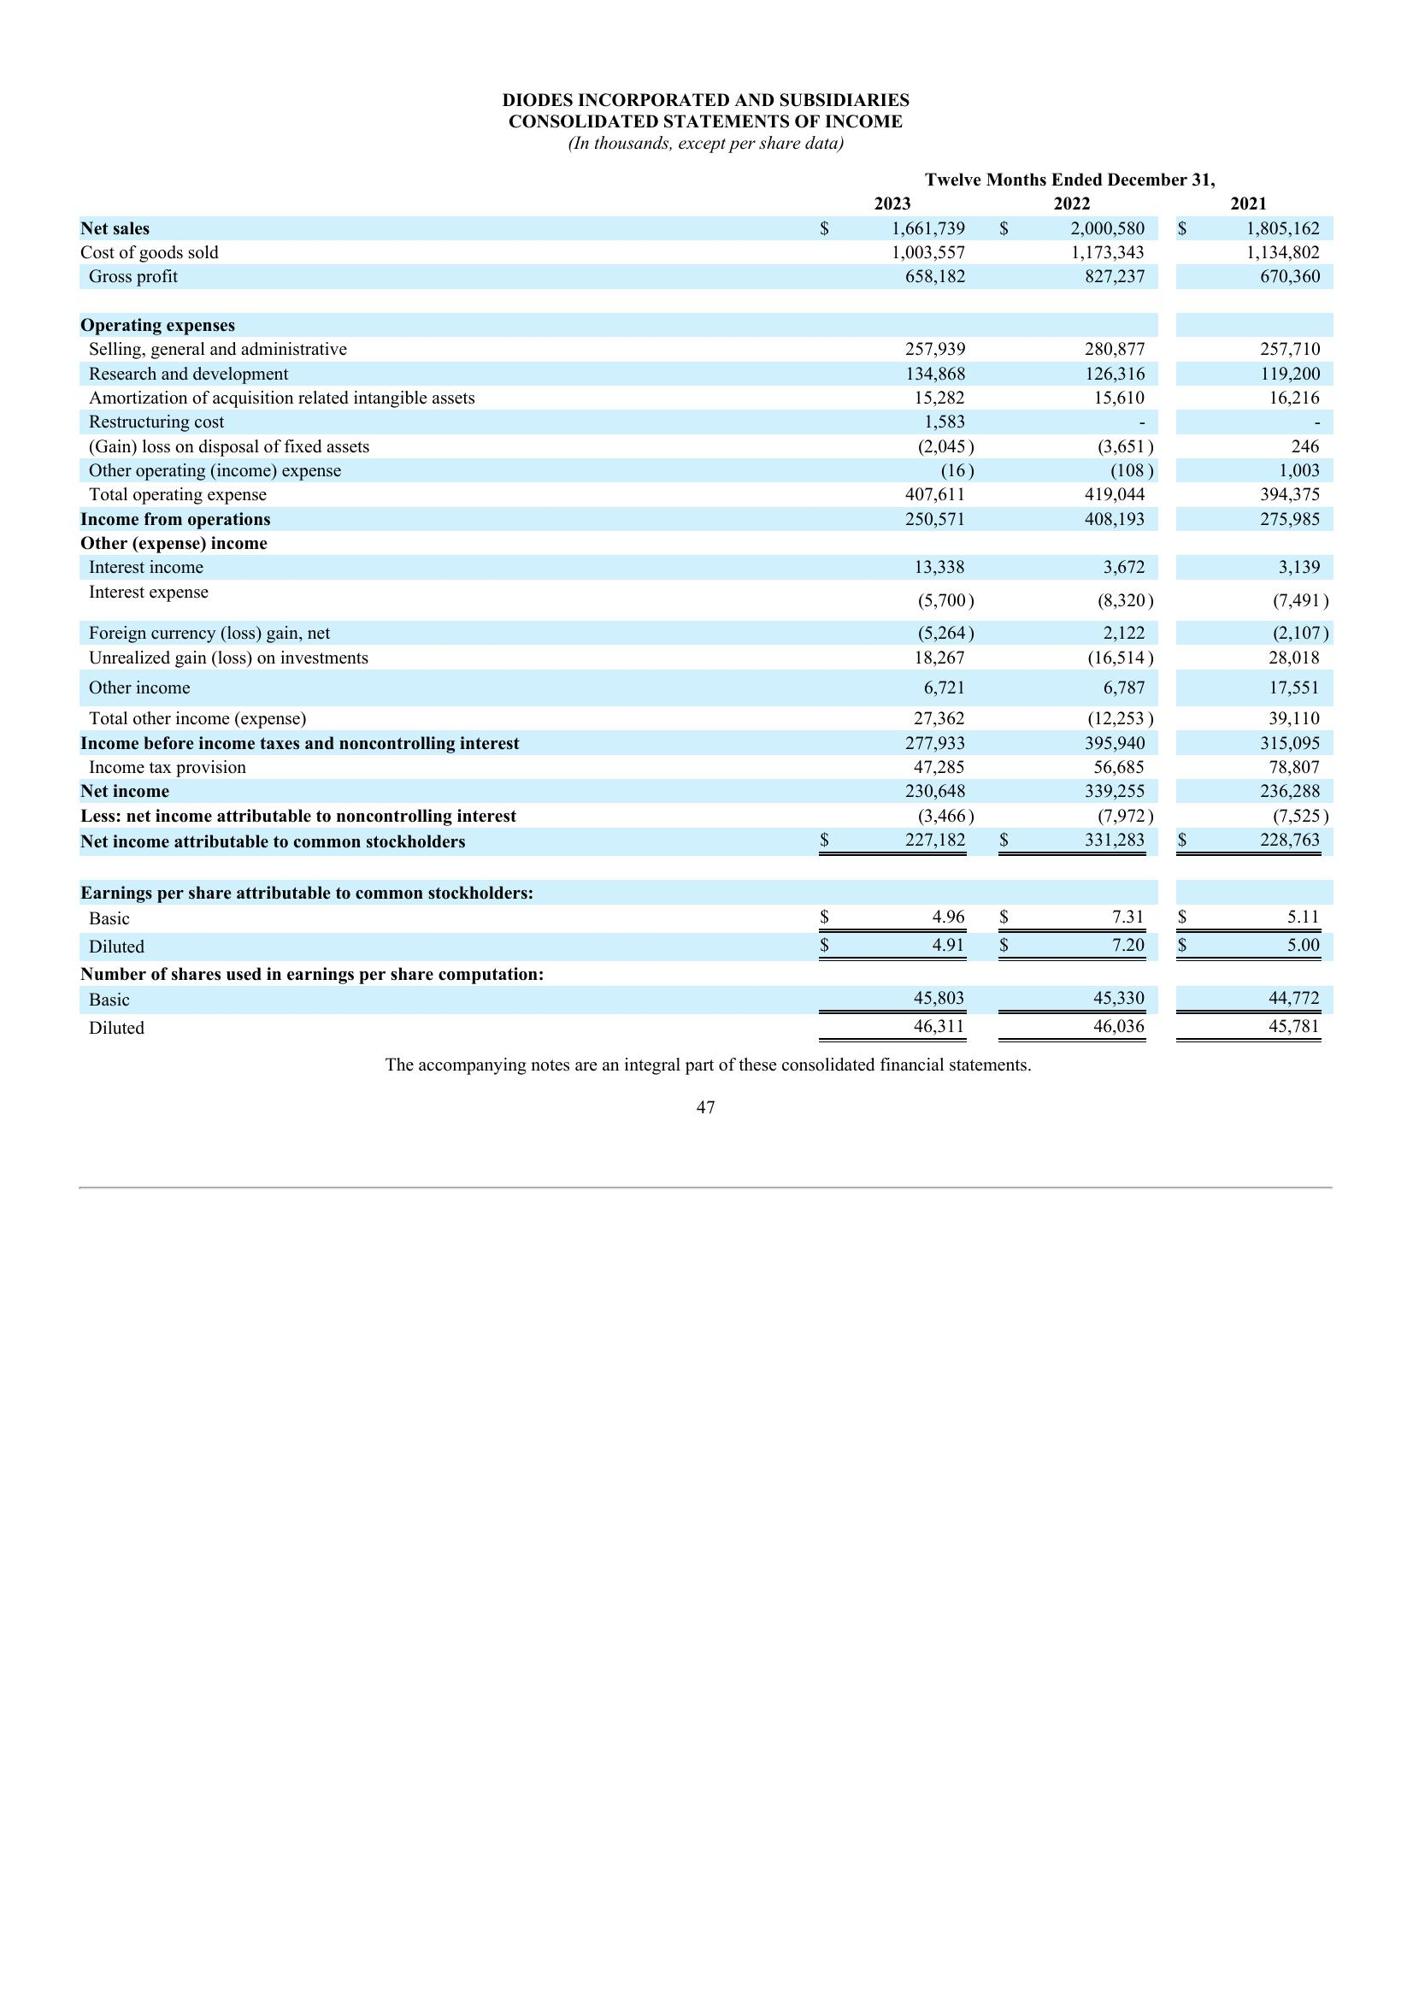 DIODES INCORPORATED AND SUBSIDIARIES
CONSOLIDATED STATEMENTS OF INCOME
(In thousands, except per share data)
Twelve Months Ended December 31,
2023 2022 2021
Net sales $ 1,661,739 $ 2,000,580 $ 1,805,162
Cost of goods sold 1,003,557 1,173,343 1,134,802
Gross profit 658,182 827,237 670,360
Operating expenses
Selling, general and administrative 257,939 280,877 257,710
Research and development 134,868 126,316 119,200
Amortization of acquisition related intangible assets 15,282 15,610 16,216
Restructuring cost 1,583 - -
(Gain) loss on disposal of fixed assets (2,045) (3,651) 246
Other operating (income) expense (16) (108) 1,003
Total operating expense 407,611 419,044 394,375
Income from operations 250,571 408,193 275,985
Other (expense) income
Interest income 13,338 3,672 3,139
Interest expense (5,700) (8,320) (7,491)
Foreign currency (loss) gain, net (5,264) 2,122 (2,107)
Unrealized gain (loss) on investments 18,267 (16,514) 28,018
Other income 6,721 6,787 17,551
Total other income (expense) 27,362 (12,253) 39,110
Income before income taxes and noncontrolling interest 277,933 395,940 315,095
Income tax provision 47,285 56,685 78,807
Net income 230,648 339,255 236,288
Less: net income attributable to noncontrolling interest (3,466) (7,972) (7,525)
Net income attributable to common stockholders $ 227,182 $ 331,283 $ 228,763
Earnings per share attributable to common stockholders:
Basic $ 4.96 $ 7.31 $ 5.11
Diluted $ 4.91 $ 7.20 $ 5.00
Number of shares used in earnings per share computation:
Basic 45,803 45,330 44,772
Diluted 46,311 46,036 45,781
The accompanying notes are an integral part of these consolidated financial statements.
47